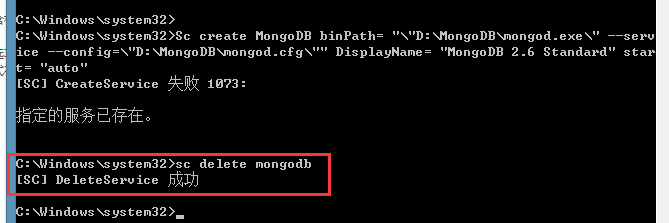 C:\Windows\system32>
C:\Windows\system32>Sc create MongoDB binPath= "\"D:\MongoDB\mongod.exe\" --serv
ice --config=\"D:\MongoDB\mongod.cfg\"" DisplayName= "MongoDB 2.6 Standard" star
t= "auto"
[SC] CreateService 失败 1073:
指定的服务已存在。
C:\Windows\system32>sc delete mongodb
[SC] DeleteService 成功
C:\Windows\system32>